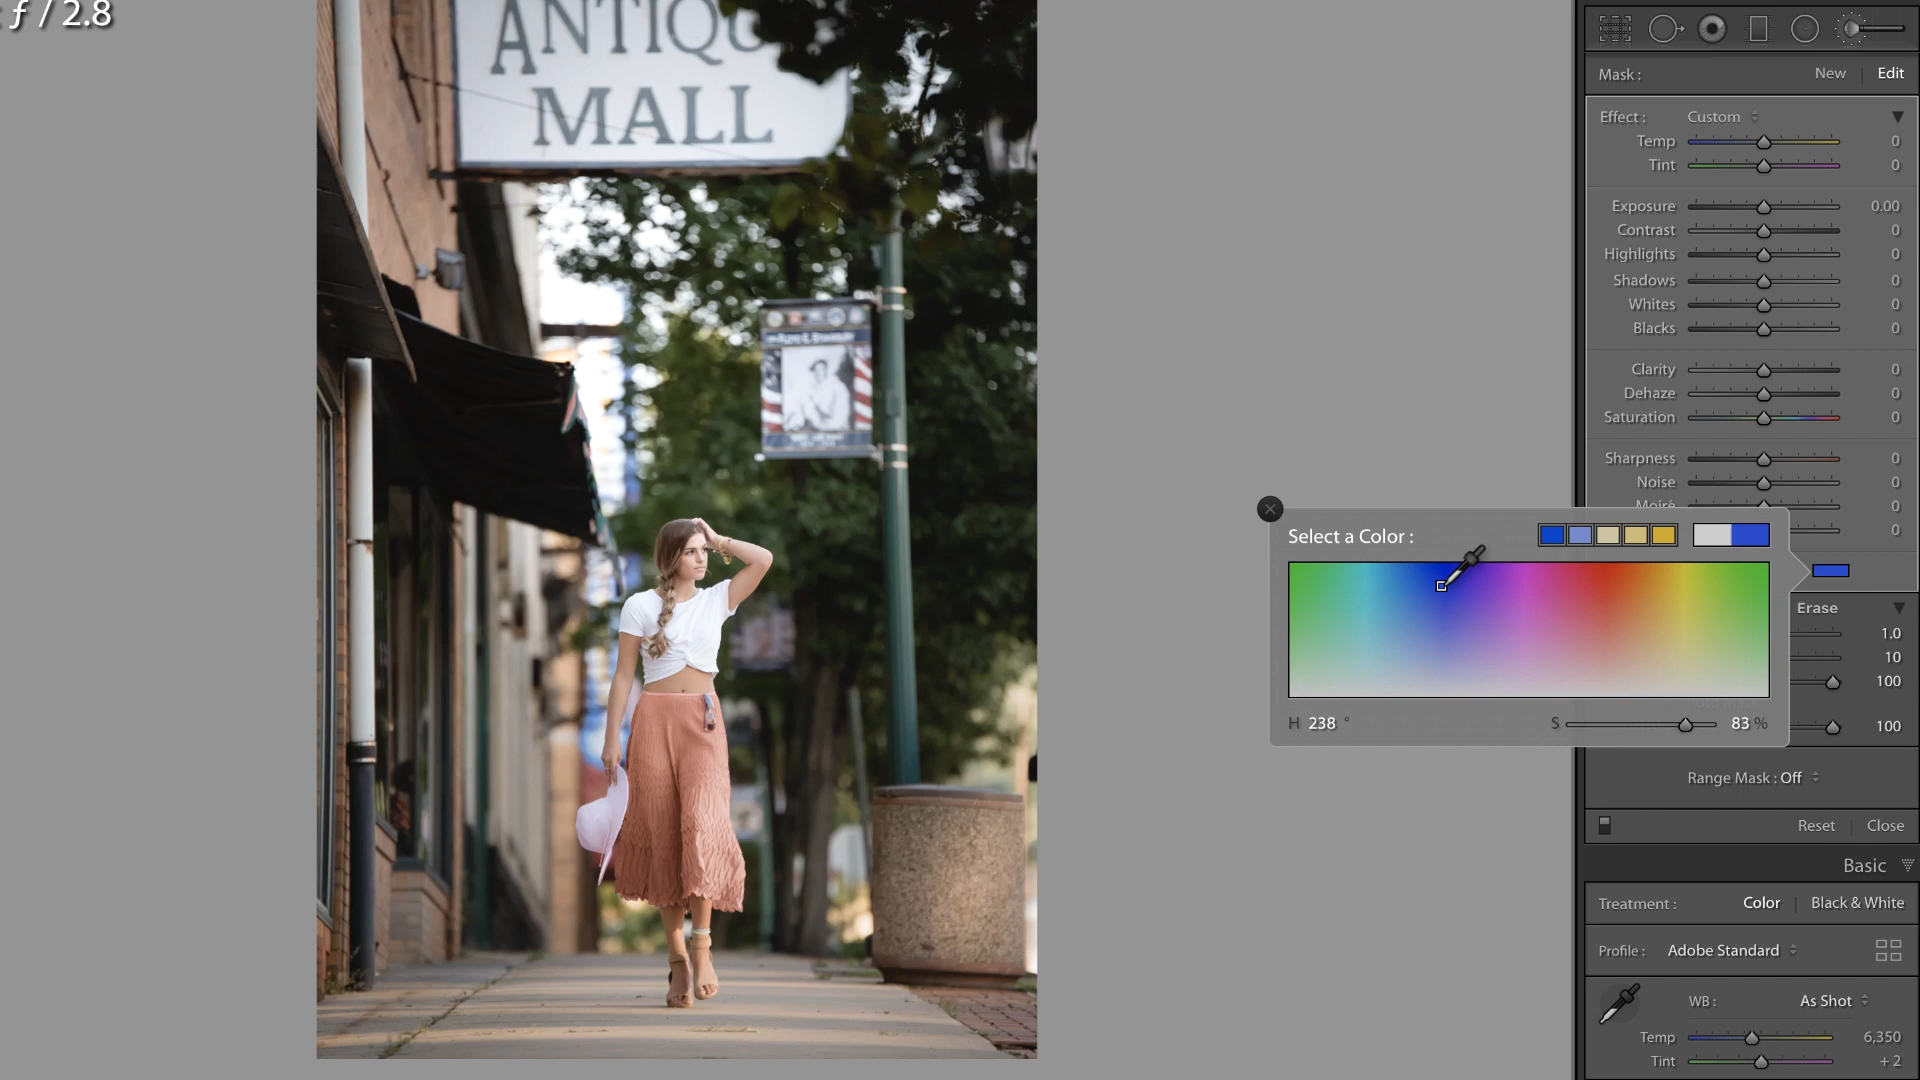 ƒ / 2.8
ANTIQU
MALL
Mask : New | Edit
Effect : Custom
Temp 0
Tint 0
Exposure 0.00
Contrast 0
Highlights 0
Shadows 0
Whites 0
Blacks 0
Clarity 0
Dehaze 0
Saturation 0
Sharpness 0
Noise 0
Moiré 0
0
Select a Color :
H 238 ° S 83 %
Erase
1.0
10
100
100
Range Mask : Off
Reset | Close
Basic
Treatment : Color | Black & White
Profile : Adobe Standard
WB : As Shot
Temp 6,350
Tint + 2